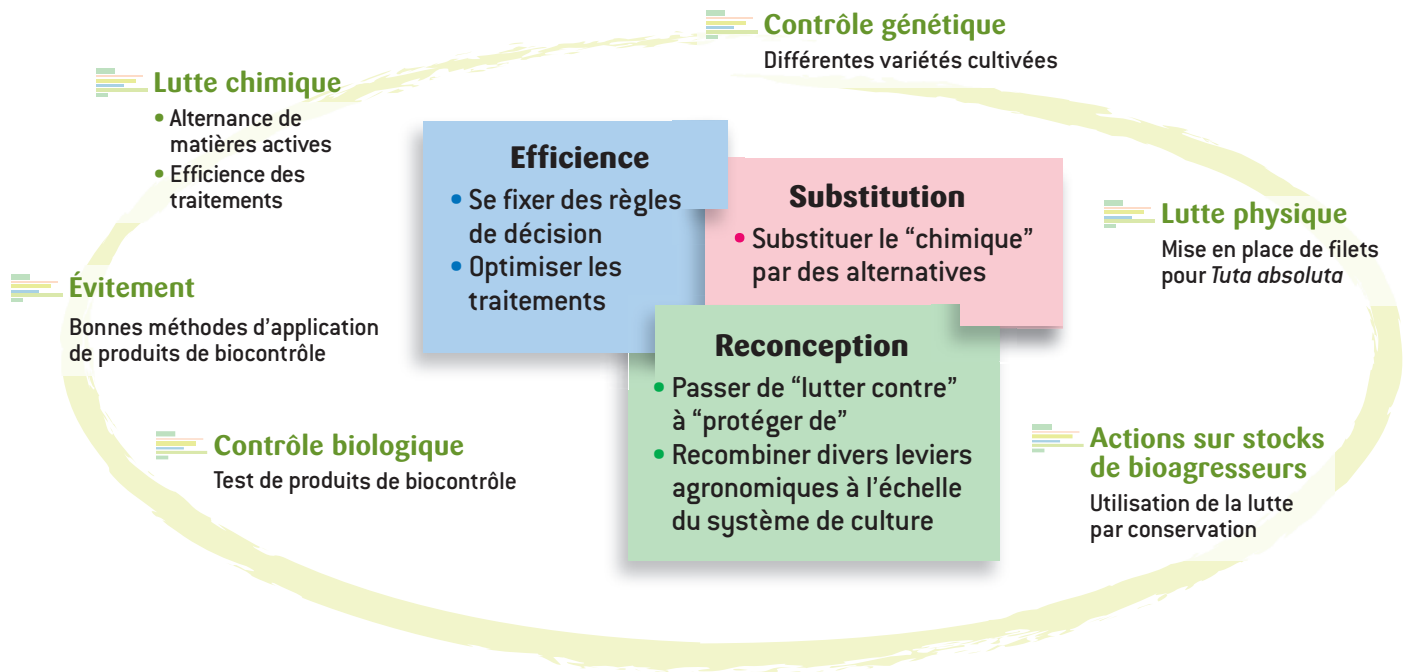 Contrôle génétique
Différentes variétés cultivées
Lutte chimique
• Alternance de
matières actives
• Efficience des
traitements
Efficience
• Se fixer des règles
de décision
• Optimiser les
traitements
Substitution
• Substituer le “chimique”
par des alternatives
Lutte physique
Mise en place de filets
pour Tuta absoluta
Évitement
Bonnes méthodes d’application
de produits de biocontrôle
Reconception
• Passer de “lutter contre”
à “protéger de”
• Recombiner divers leviers
agronomiques à l’échelle
du système de culture
Contrôle biologique
Test de produits de biocontrôle
Actions sur stocks
de bioagresseurs
Utilisation de la lutte
par conservation